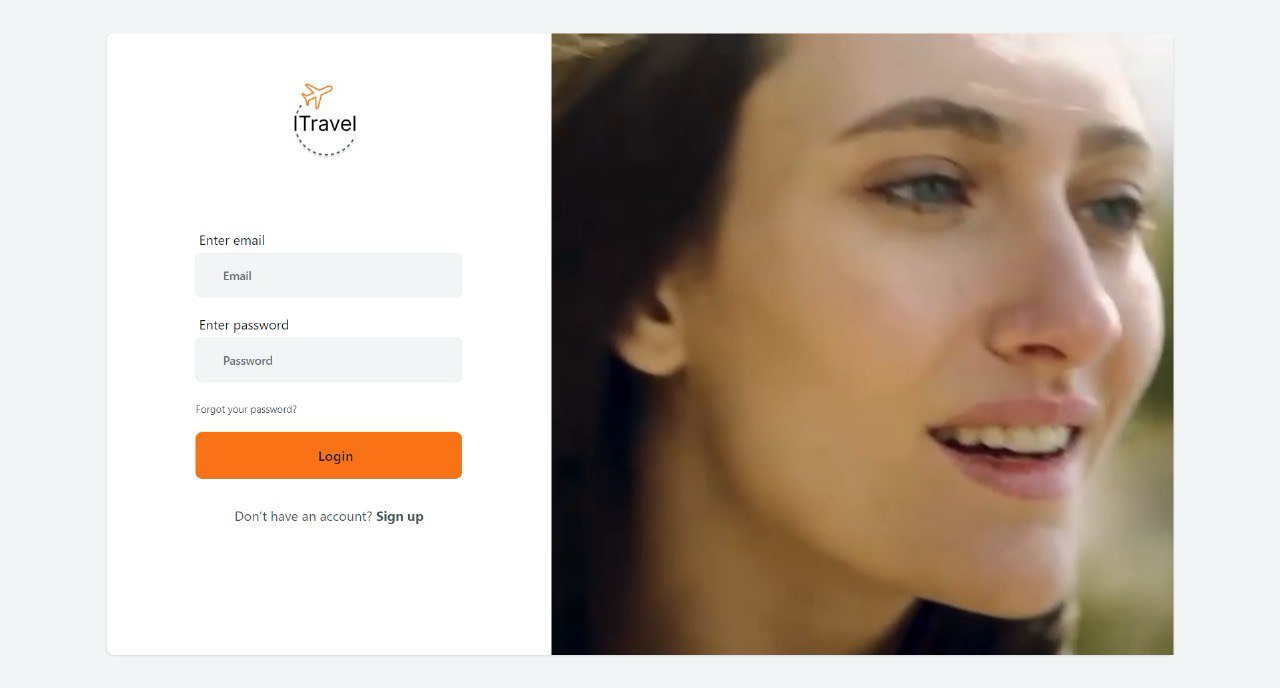 ITravel
Enter email
Email
Enter password
Password
Forgot your password?
Login
Don't have an account? Sign up